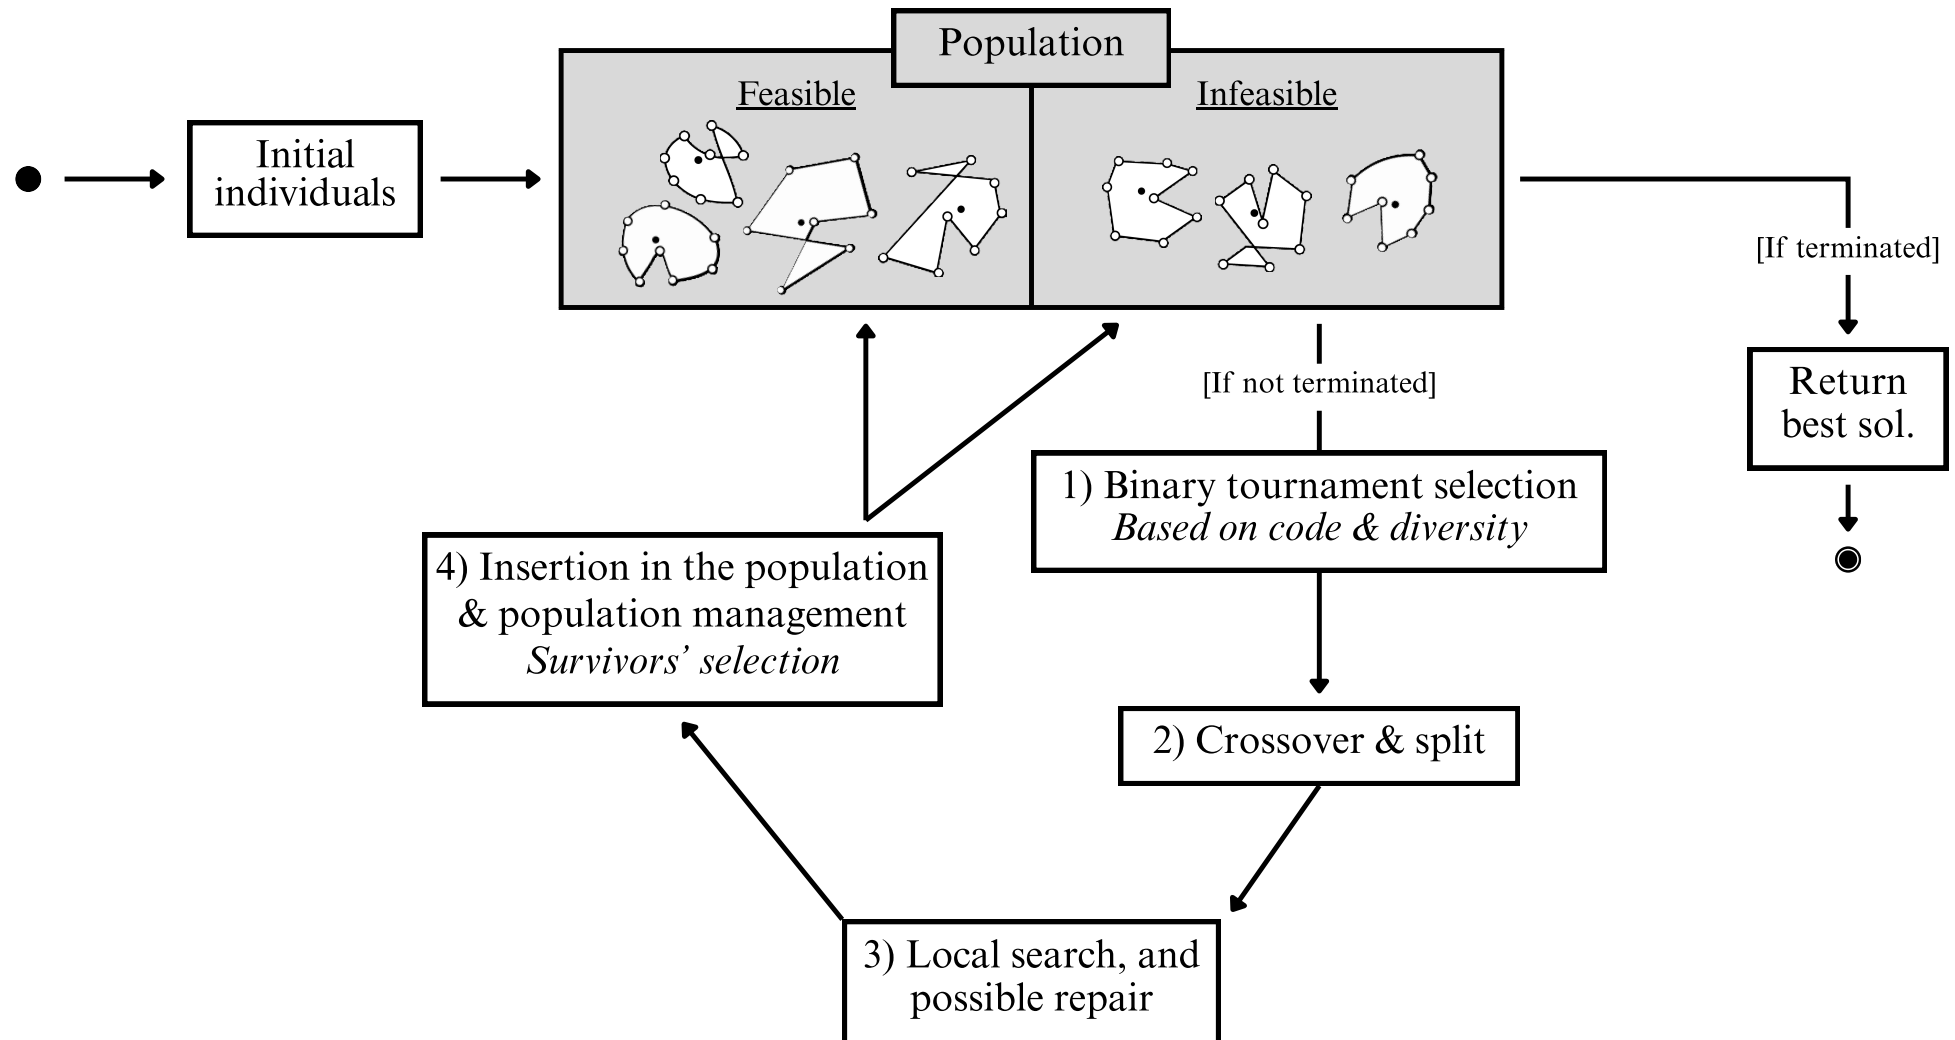 Population
Feasible
Infeasible
Initial
individuals
[If terminated]
[If not terminated]
Return
best sol.
1) Binary tournament selection
Based on code & diversity
4) Insertion in the population
& population management
Survivors’ selection
2) Crossover & split
3) Local search, and
possible repair